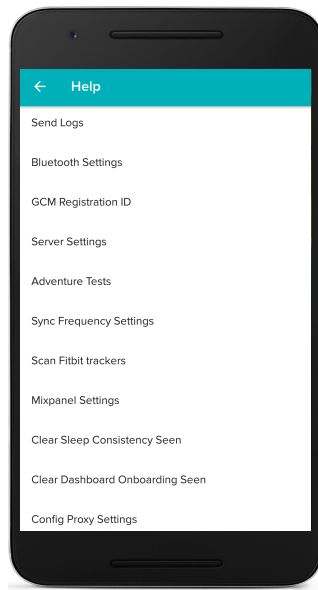 Help
Send Logs
Bluetooth Settings
GCM Registration ID
Server Settings
Adventure Tests
Sync Frequency Settings
Scan Fitbit trackers
Mixpanel Settings
Clear Sleep Consistency Seen
Clear Dashboard Onboarding Seen
Config Proxy Settings